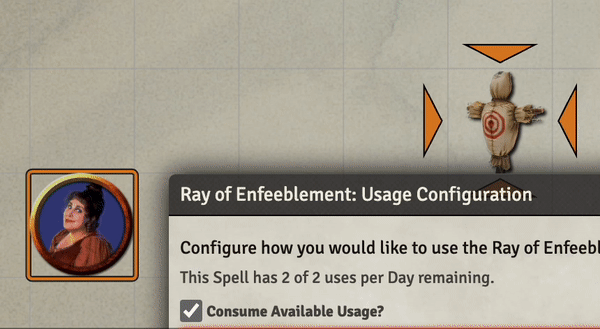 Ray of Enfeeblement: Usage Configuration
Configure how you would like to use the Ray of Enfeebl
This Spell has 2 of 2 uses per Day remaining.
Consume Available Usage?